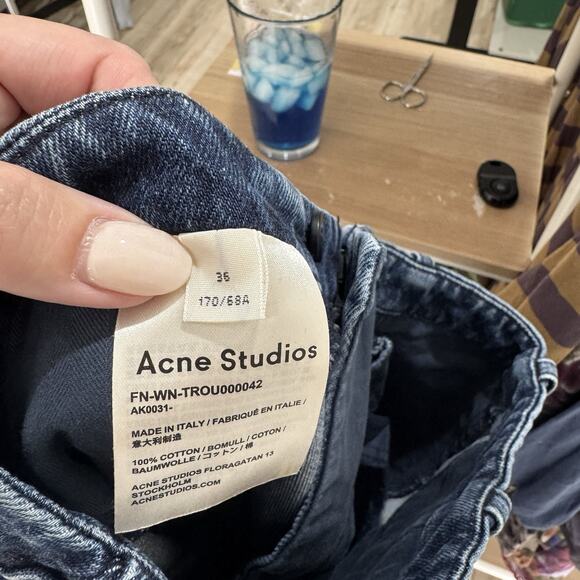 36
170/68A
Acne Studios
FN-WN-TROU000042
AK0031-
MADE IN ITALY / FABRIQUÉ EN ITALIE /
意大利制造
100% COTTON / BOMULL / COTON /
BAUMWOLLE / コットン / 棉
ACNE STUDIOS FLORAGATAN 13
STOCKHOLM
ACNESTUDIOS.COM